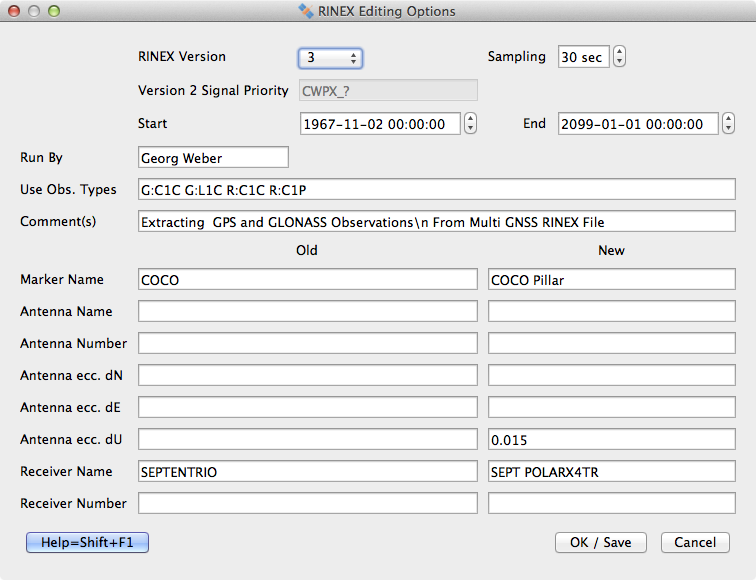 RINEX Editing Options
RINEX Version 3 Sampling 30 sec
Version 2 Signal Priority CWPX_?
Start 1967-11-02 00:00:00 End 2099-01-01 00:00:00
Run By Georg Weber
Use Obs. Types G:C1C G:L1C R:C1C R:C1P
Comment(s) Extracting  GPS and GLONASS Observations\n From Multi GNSS RINEX File
Old New
Marker Name COCO COCO Pillar
Antenna Name
Antenna Number
Antenna ecc. dN
Antenna ecc. dE
Antenna ecc. dU 0.015
Receiver Name SEPTENTRIO SEPT POLARX4TR
Receiver Number
Help=Shift+F1 OK / Save Cancel